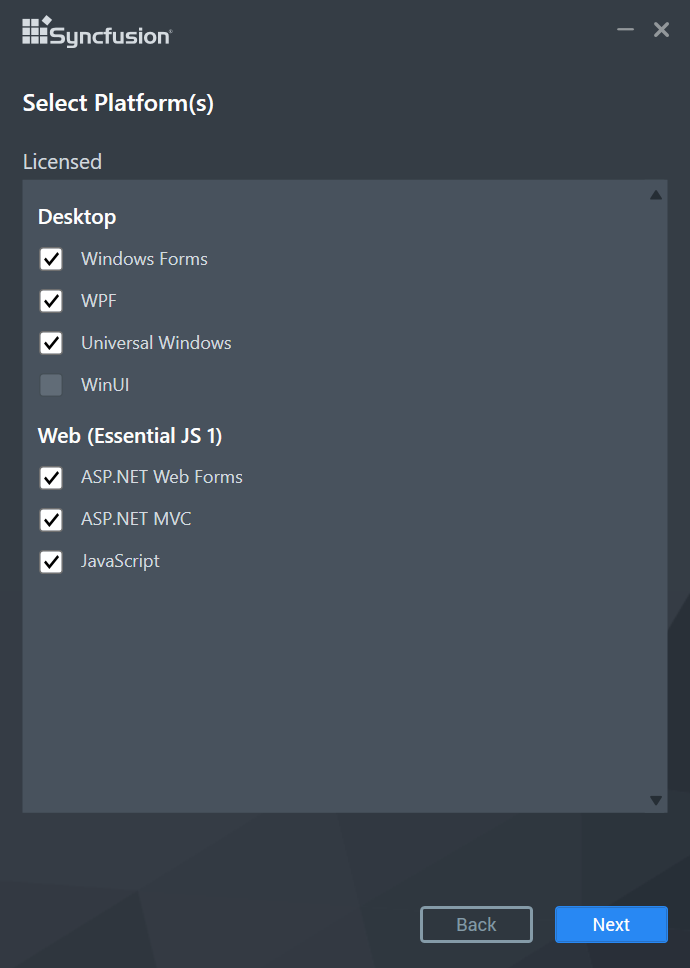 Syncfusion®
Select Platform(s)
Licensed
Desktop
Windows Forms
WPF
Universal Windows
WinUI
Web (Essential JS 1)
ASP.NET Web Forms
ASP.NET MVC
JavaScript
Back
Next